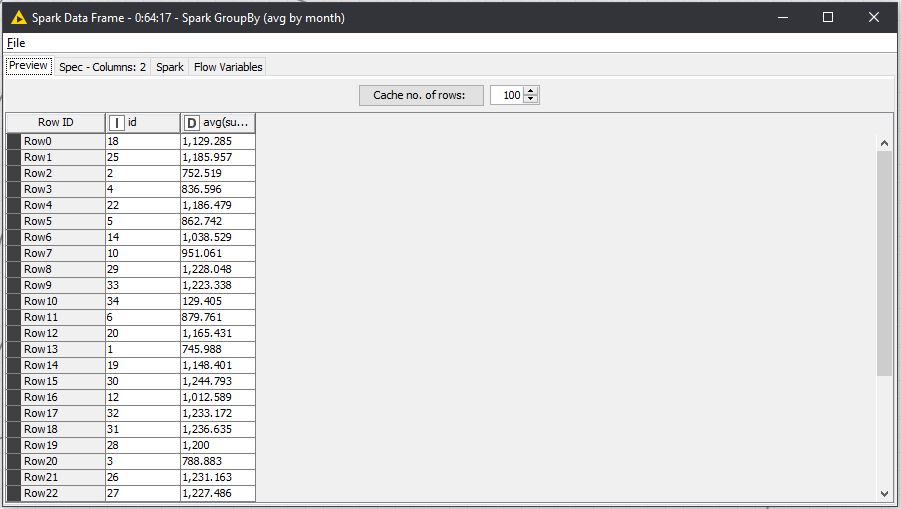 Spark Data Frame - 0:64:17 - Spark GroupBy (avg by month)
File
Preview Spec - Columns: 2 Spark Flow Variables
Cache no. of rows: 100
Row ID I id D avg(su...
Row0 18 1,129.285
Row1 25 1,185.957
Row2 2 752.519
Row3 4 836.596
Row4 22 1,186.479
Row5 5 862.742
Row6 14 1,038.529
Row7 10 951.061
Row8 29 1,228.048
Row9 33 1,223.338
Row10 34 129.405
Row11 6 879.761
Row12 20 1,165.431
Row13 1 745.988
Row14 19 1,148.401
Row15 30 1,244.793
Row16 12 1,012.589
Row17 32 1,233.172
Row18 31 1,236.635
Row19 28 1,200
Row20 3 788.883
Row21 26 1,231.163
Row22 27 1,227.486